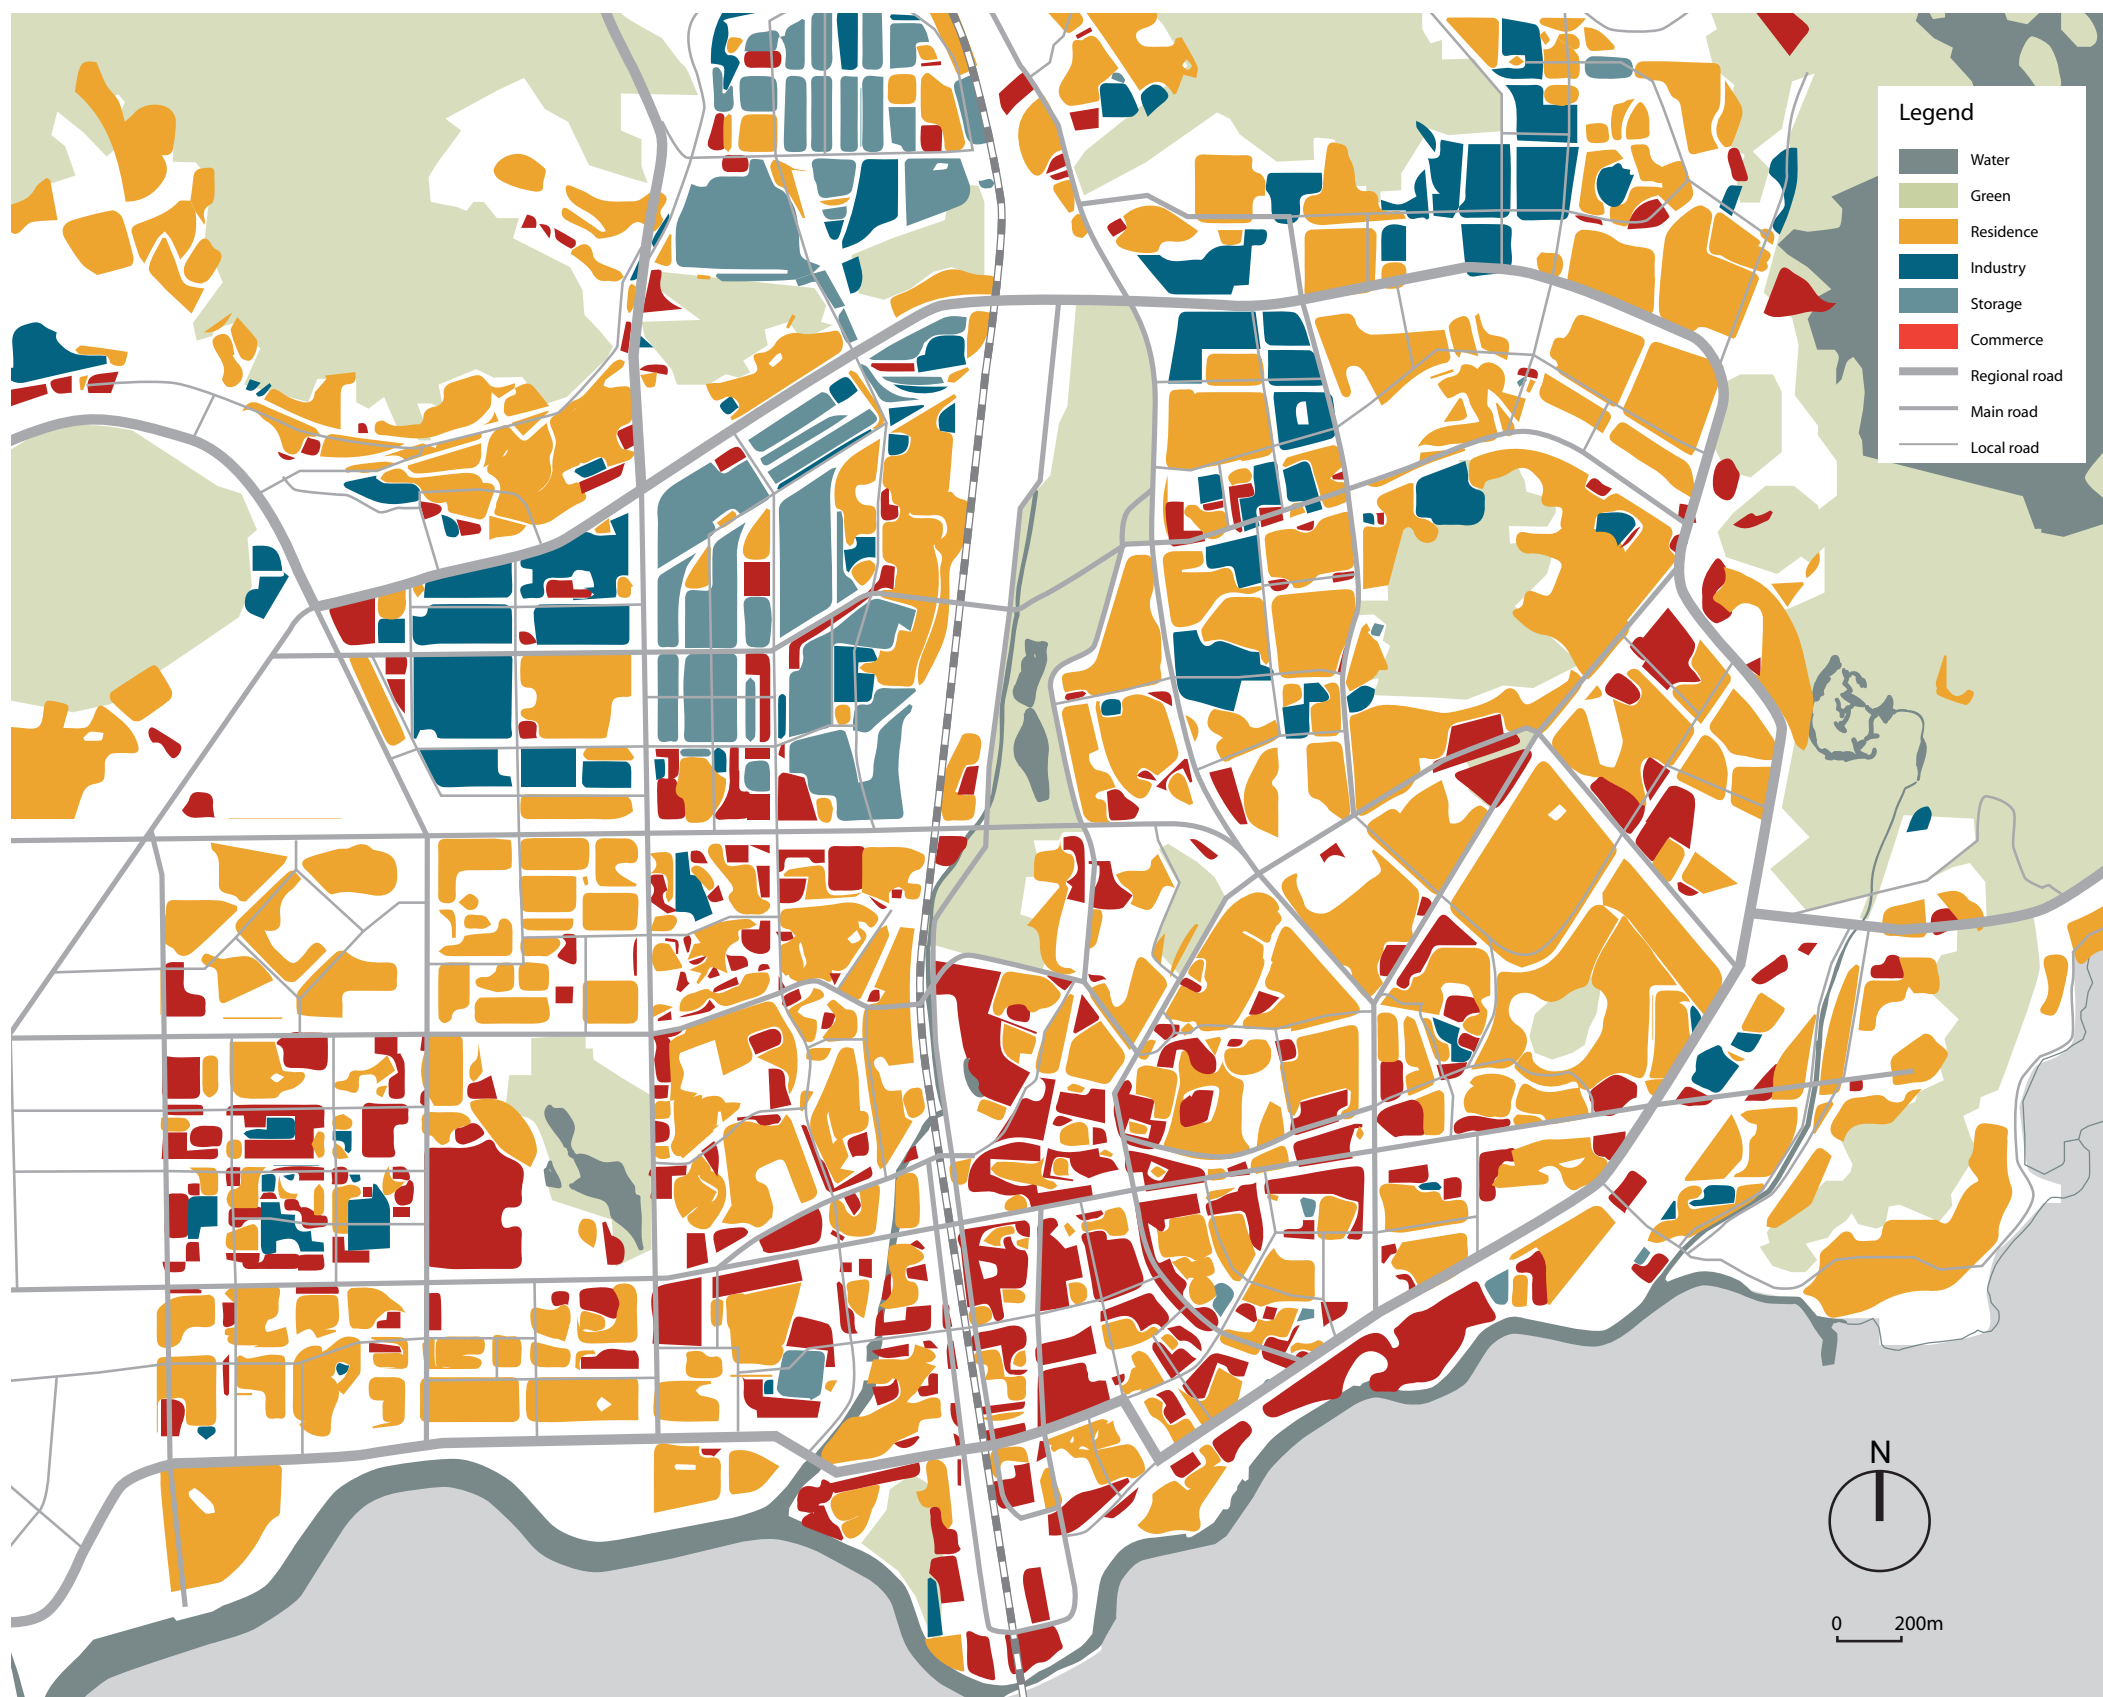 Legend
Water
Green
Residence
Industry
Storage
Commerce
Regional road
Main road
Local road
N
0 200m